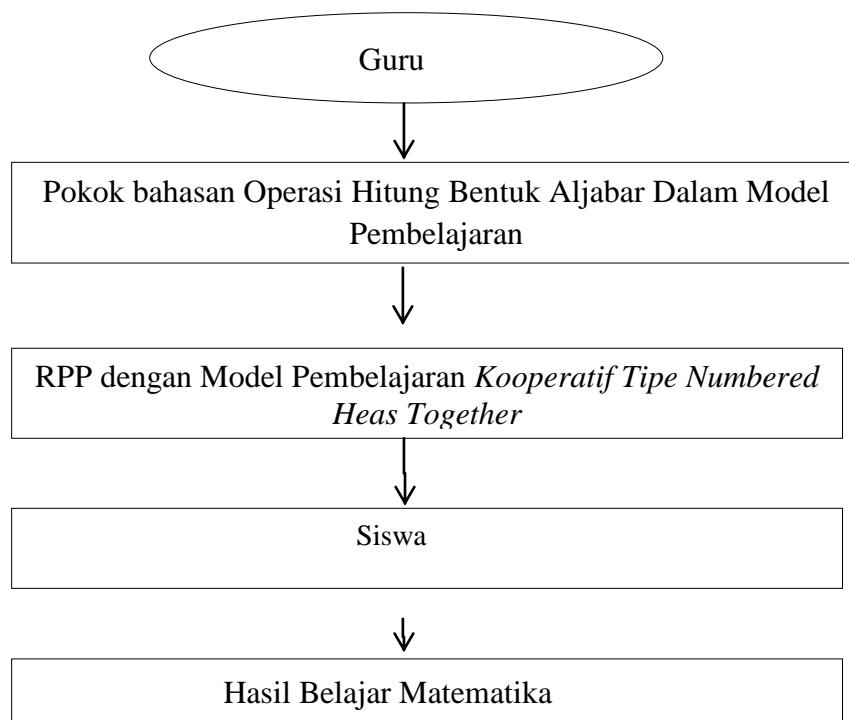 Guru
Pokok bahasan Operasi Hitung Bentuk Aljabar Dalam Model
Pembelajaran
RPP dengan Model Pembelajaran Kooperatif Tipe Numbered
Heas Together
Siswa
Hasil Belajar Matematika